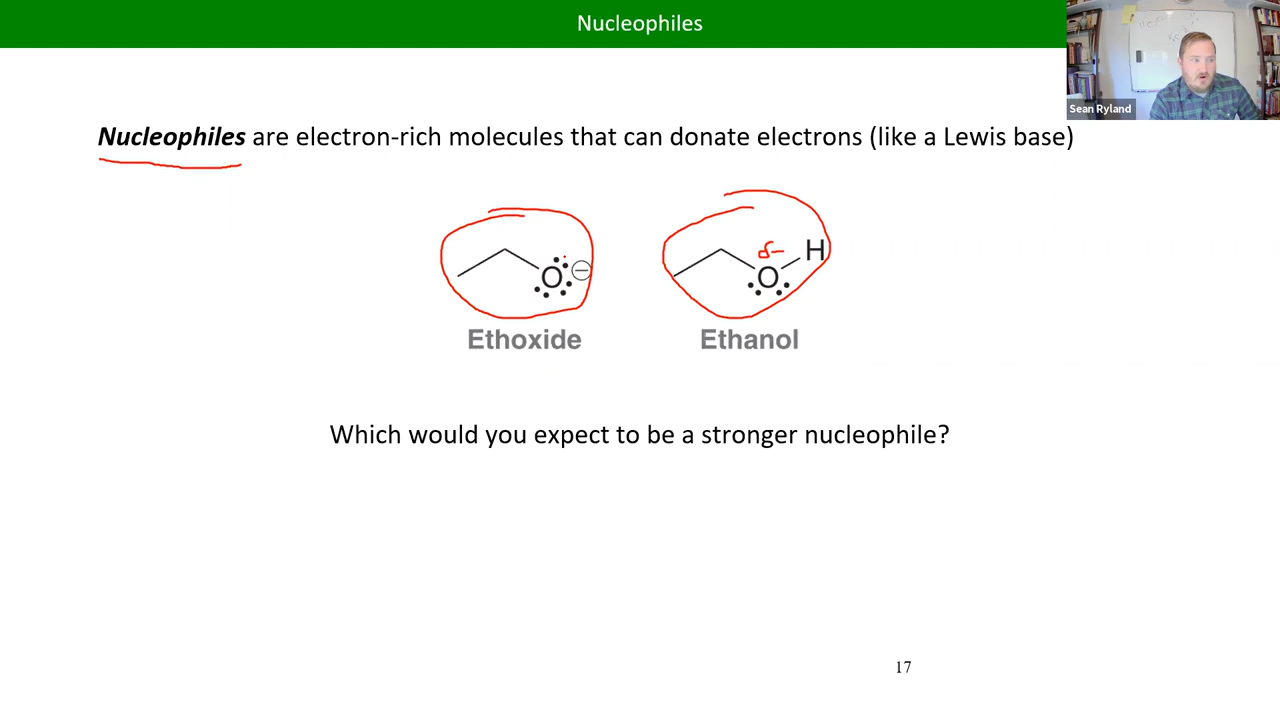 Nucleophiles
Sean Ryland
Nucleophiles are electron-rich molecules that can donate electrons (like a Lewis base)
δ−
H
O
−
O
Ethoxide
Ethanol
Which would you expect to be a stronger nucleophile?
17